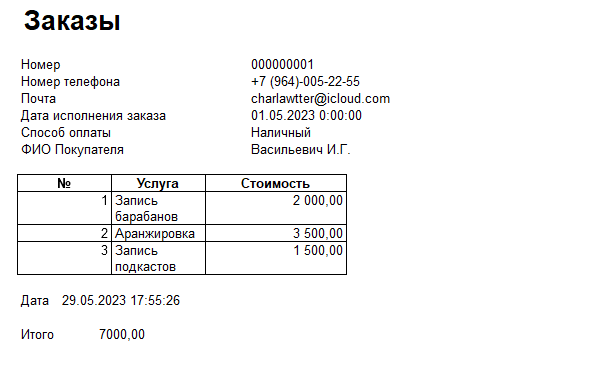 Заказы
Номер 000000001
Номер телефона +7 (964)-005-22-55
Почта charlawtter@icloud.com
Дата исполнения заказа 01.05.2023 0:00:00
Способ оплаты Наличный
ФИО Покупателя Васильевич И.Г.
№ Услуга Стоимость
1 Запись 2 000,00
барабанов
2 Аранжировка 3 500,00
3 Запись 1 500,00
подкастов
Дата 29.05.2023 17:55:26
Итого 7000,00